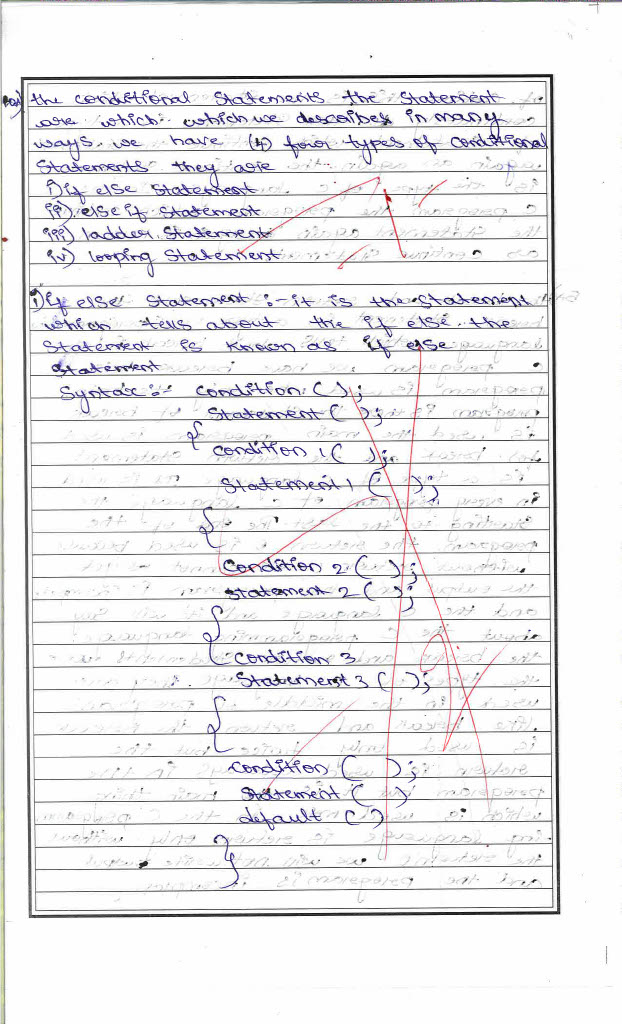 the conditional Statements the Statement
are which which we describes in many
ways. we have (4) four types of conditional
Statements they are
i) if else Statement
ii) else if Statement
iii) ladder Statement
iv) looping Statement
i) if else Statement :- it is the Statement
which tells about the if else. the
Statement is known as if else
Statement
Syntax :- condition ( );
Statement ( );
{
condition 1 ( );
Statement 1 ( );
{
Condition 2 ( );
Statement 2 ( );
{
condition 3
Statement 3 ( );
{
condition ( );
Statement ( )
default ( )
}